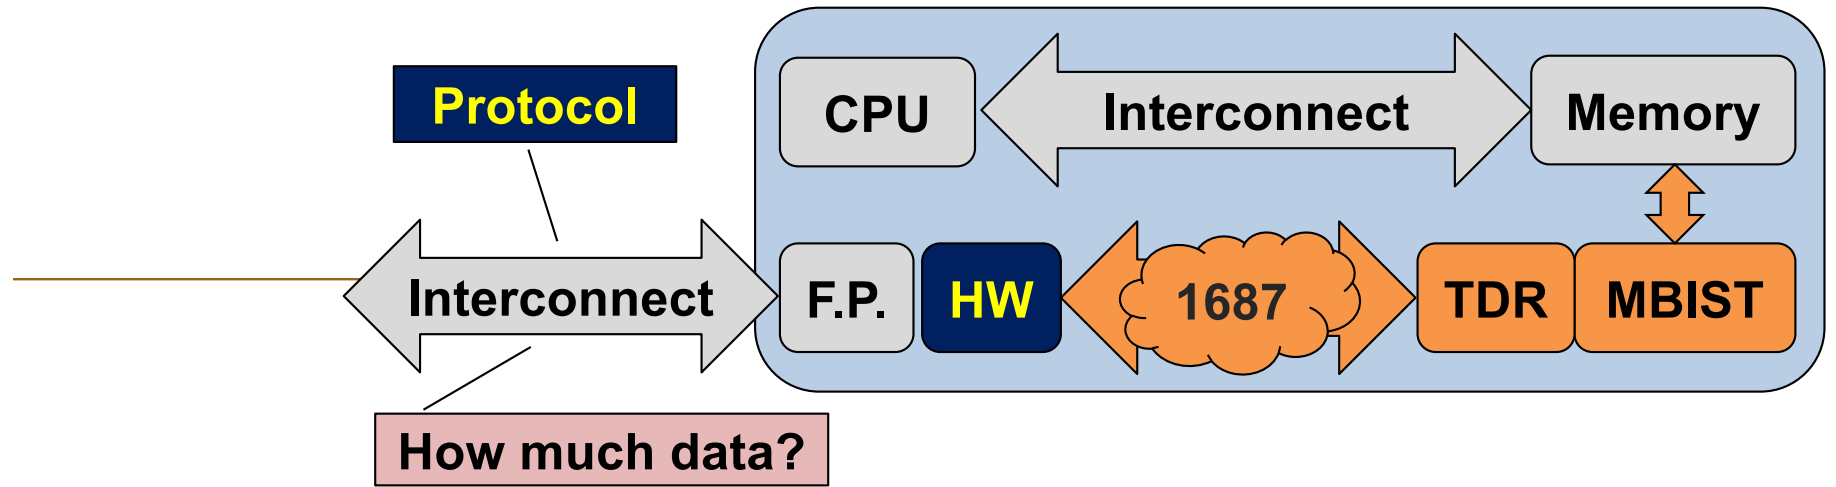 Protocol
CPU
Interconnect
Memory
Interconnect
F.P.
HW
1687
TDR
MBIST
How much data?